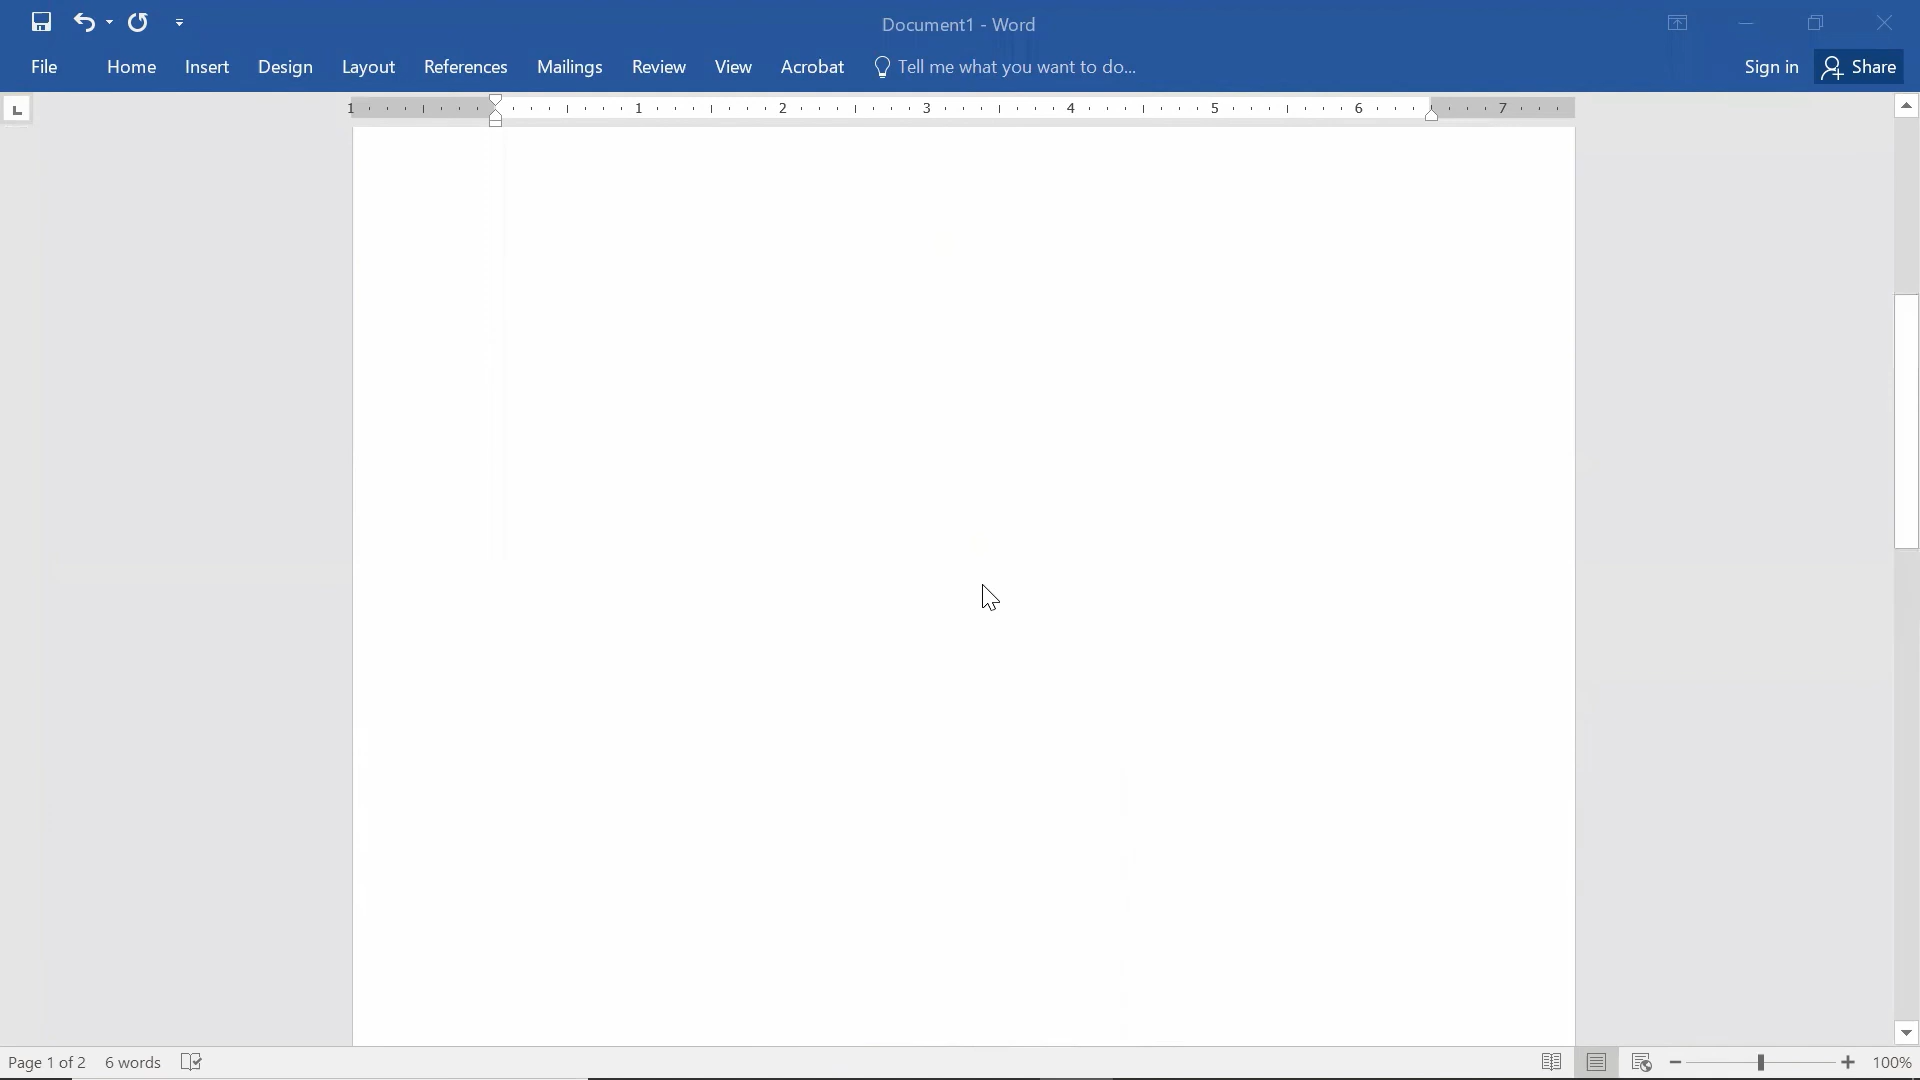 Document1 - Word
File Home Insert Design Layout References Mailings Review View Acrobat Tell me what you want to do... Sign in Share
1 1 2 3 4 5 6 7
Page 1 of 2 6 words 100%